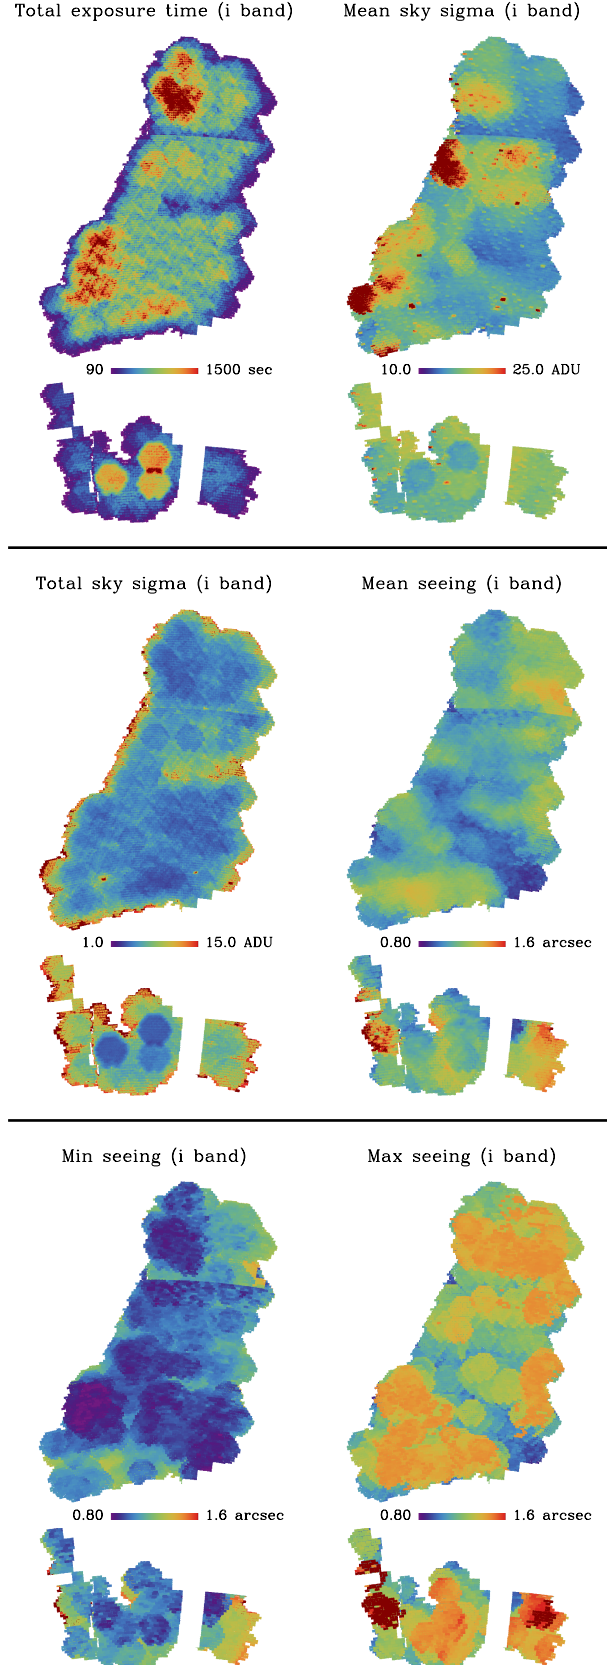 Total exposure time (i band)
Mean sky sigma (i band)
90 1500 sec
10.0 25.0 ADU
Total sky sigma (i band)
Mean seeing (i band)
1.0 15.0 ADU
0.80 1.6 arcsec
Min seeing (i band)
Max seeing (i band)
0.80 1.6 arcsec
0.80 1.6 arcsec